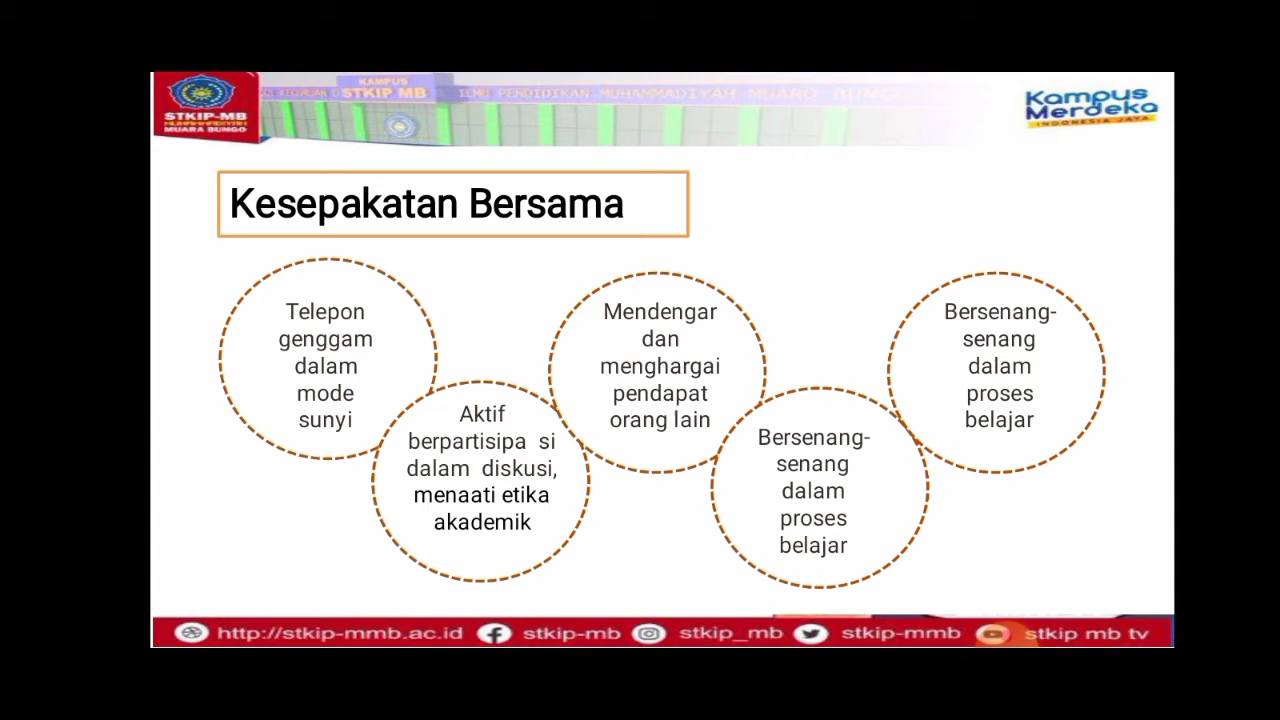 KAMPUS
STKIP MB
ILMU PENDIDIKAN MUHAMMADIYAH MUARO BUNGO
STKIP-MB
MUHAMMADIYAH
MUARA BUNGO
Kampus
Merdeka
INDONESIA JAYA
Kesepakatan Bersama
Telepon
genggam
dalam
mode
sunyi
Aktif
berpartisipa si
dalam diskusi,
menaati etika
akademik
Mendengar
dan
menghargai
pendapat
orang lain
Bersenang-
senang
dalam
proses
belajar
Bersenang-
senang
dalam
proses
belajar
http://stkip-mmb.ac.id stkip-mb stkip_mb stkip-mmb stkip mb tv